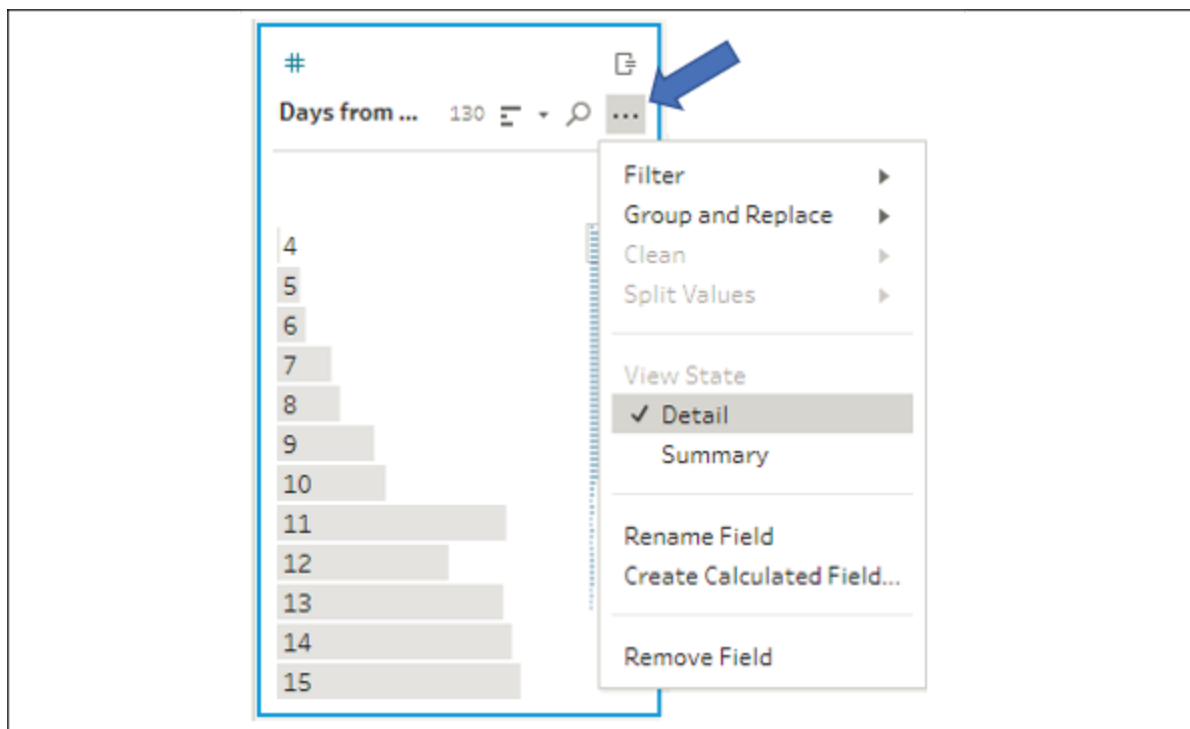 #
Days from ... 130 ...
Filter
Group and Replace
Clean
Split Values
View State
✓ Detail
Summary
Rename Field
Create Calculated Field...
Remove Field
4
5
6
7
8
9
10
11
12
13
14
15